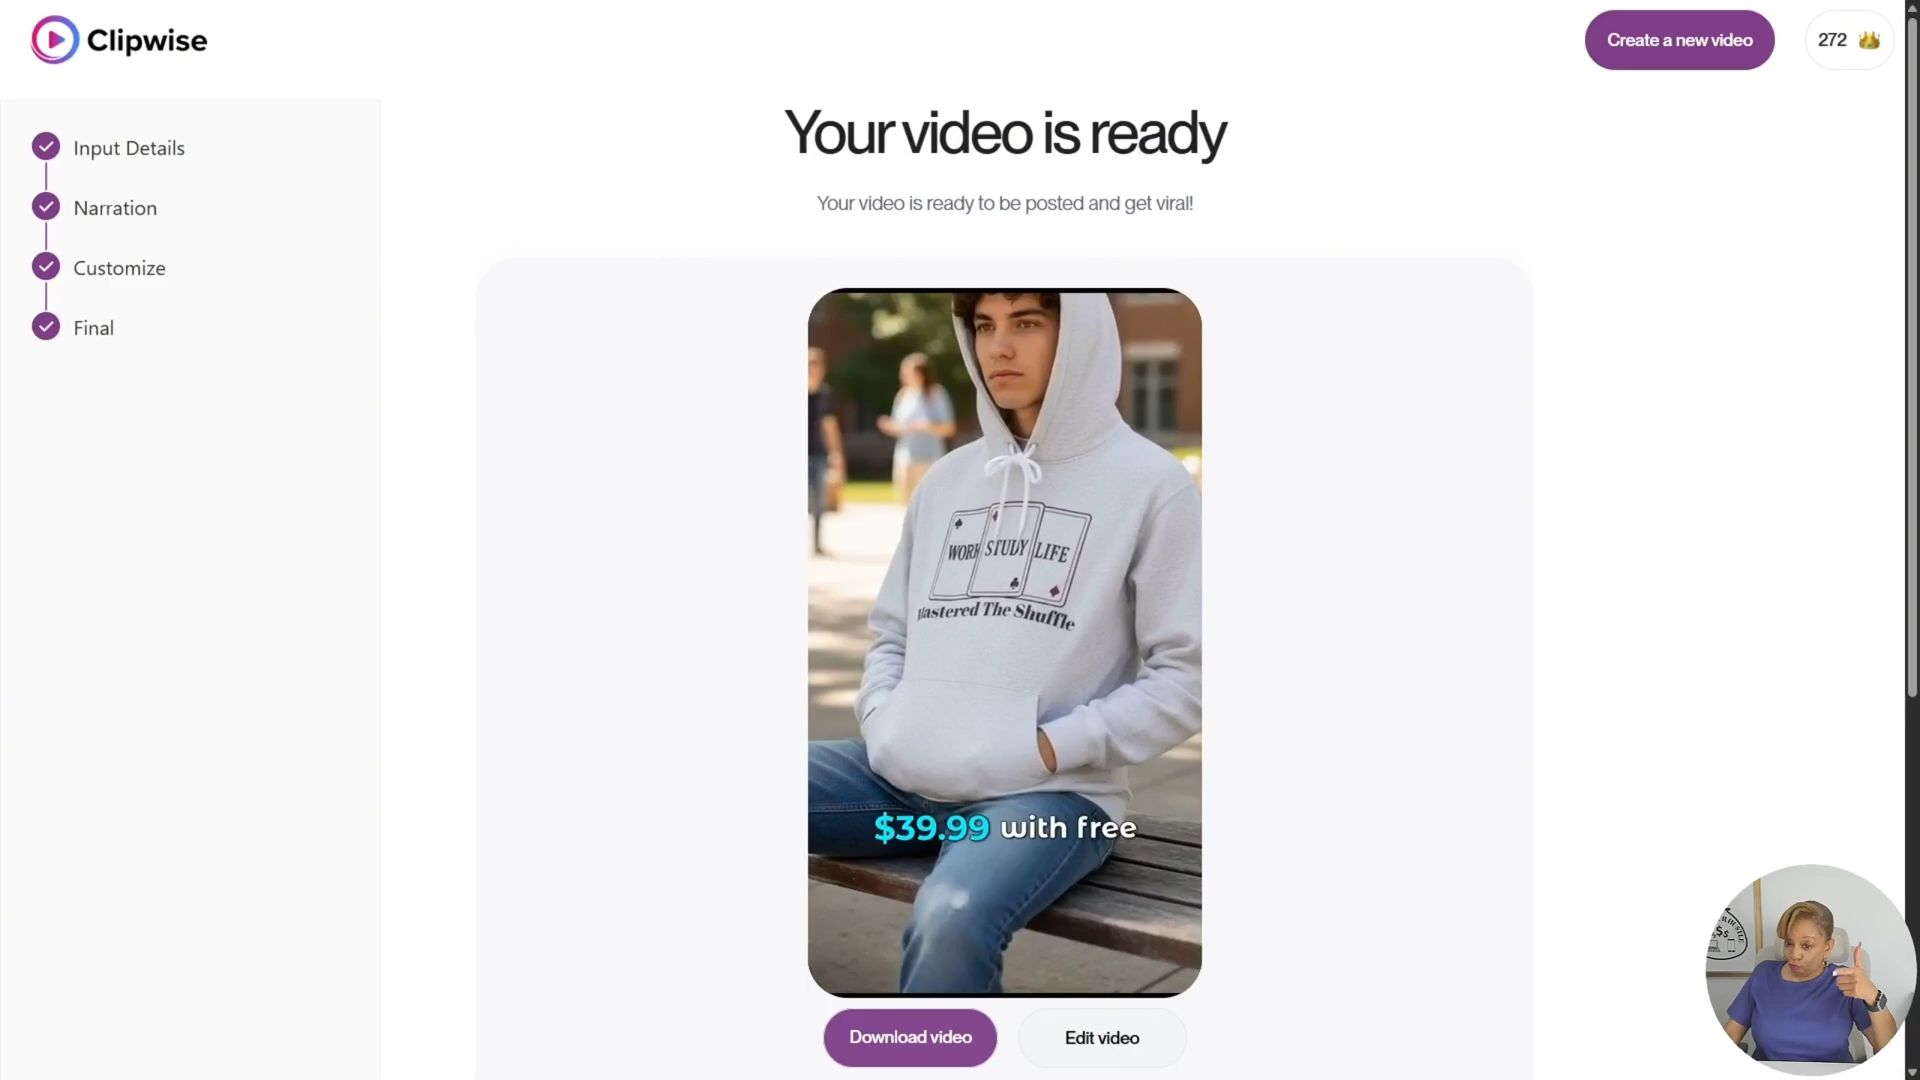 Clipwise
Create a new video
272
Input Details
Narration
Customize
Final
Your video is ready
Your video is ready to be posted and get viral!
WORK STUDY LIFE
Mastered The Shuffle
$39.99 with free
Download video
Edit video